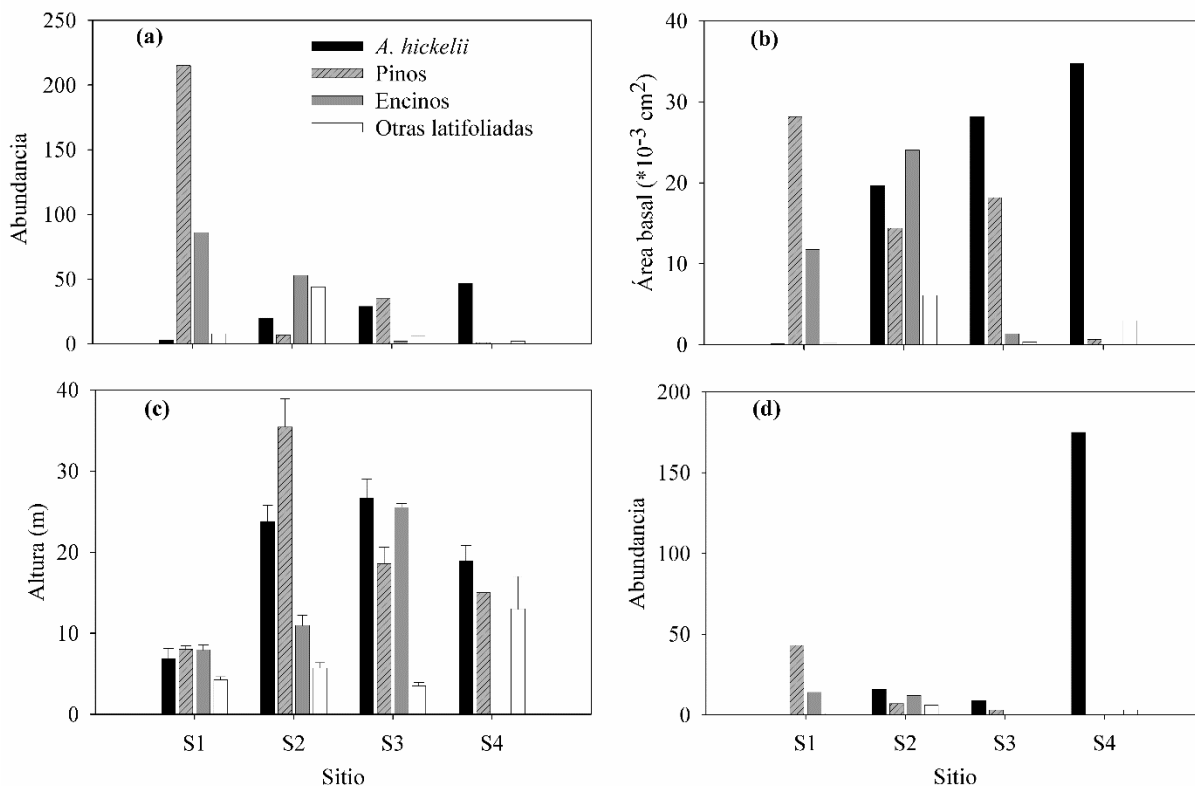 (a)
A. hickelii
Pinos
Encinos
Otras latifoliadas
Abundancia
250
200
150
100
50
0
(b)
Área basal (*10-3 cm2)
40
30
20
10
0
(c)
Altura (m)
40
30
20
10
0
S1 S2 S3 S4
Sitio
(d)
Abundancia
200
150
100
50
0
S1 S2 S3 S4
Sitio